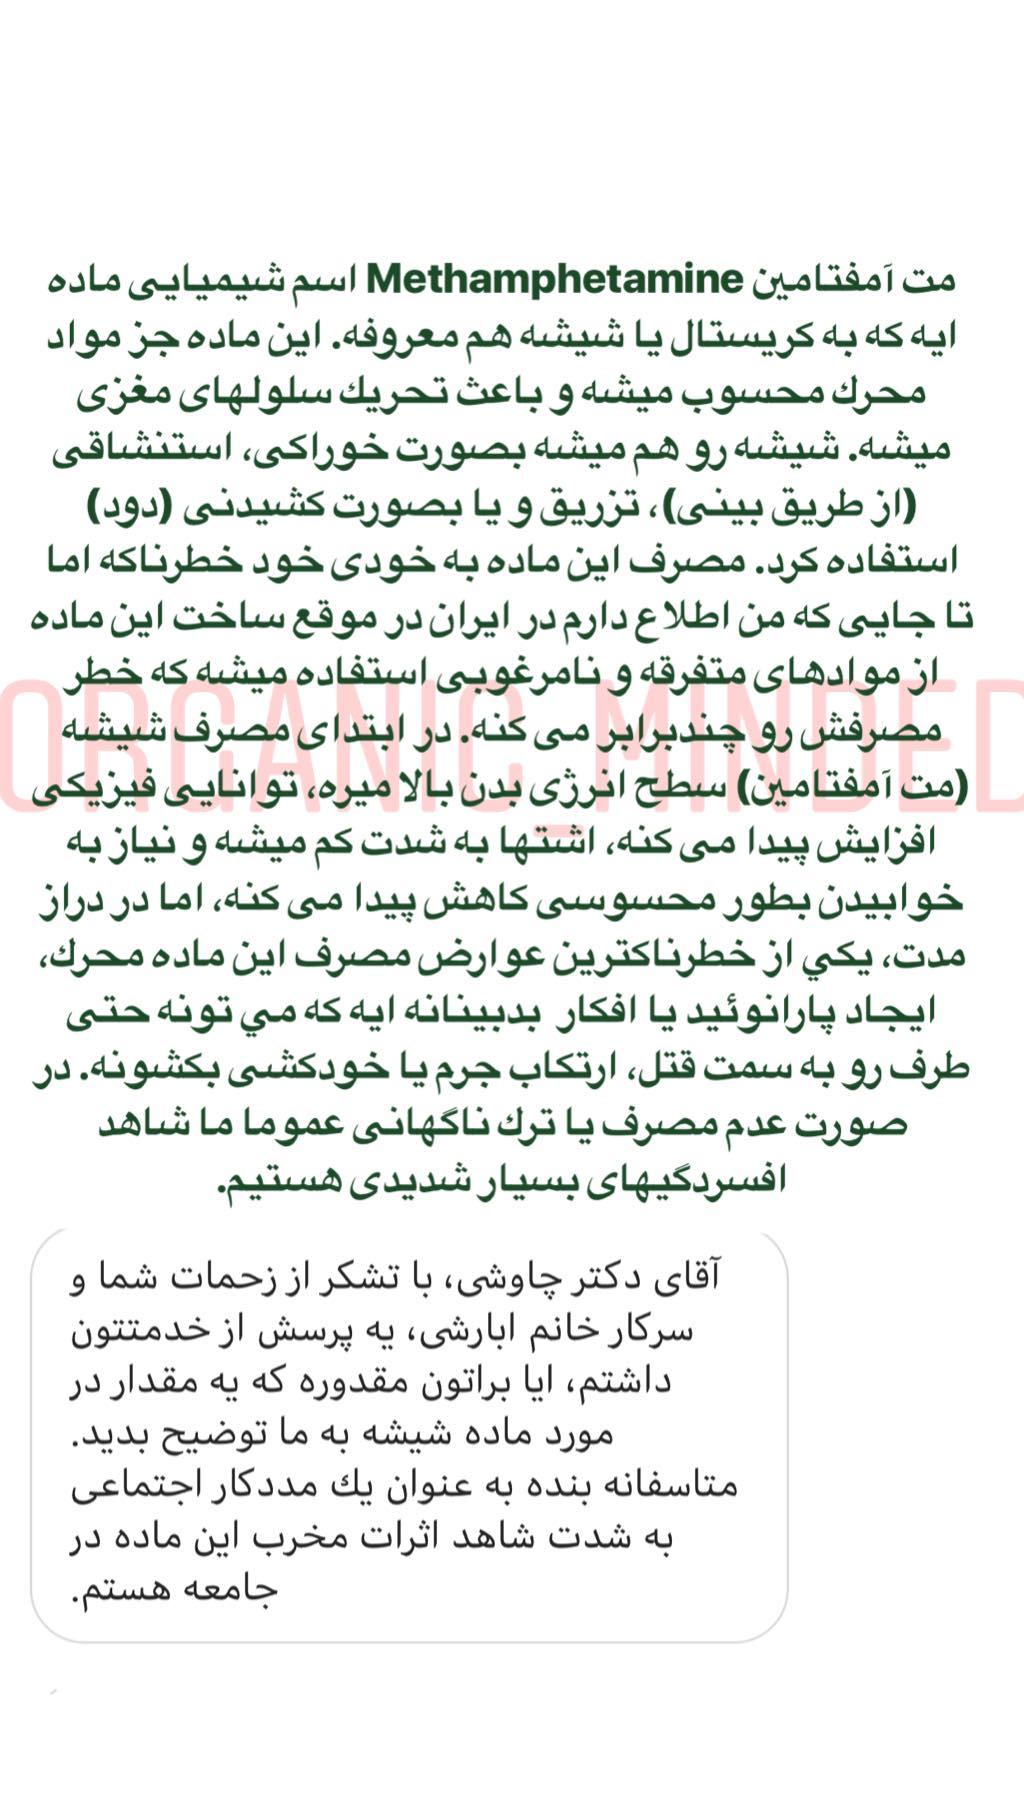 مت آمفتامین Methamphetamine اسم شیمیایی ماده
ایه که به کریستال یا شیشه هم معروفه. این ماده جز مواد
محرك محسوب میشه و باعث تحريك سلولهای مغزی
میشه. شیشه رو هم میشه بصورت خوراکی، استنشاقی
(از طریق بینی)، تزریق و یا بصورت کشیدنی (دود)
استفاده کرد. مصرف این ماده به خودی خود خطرناکه اما
تا جایی که من اطلاع دارم در ایران در موقع ساخت این ماده
از موادهای متفرقه و نامرغوبی استفاده میشه که خطر
مصرفش رو چندبرابر می کنه. در ابتدای مصرف شیشه
ORGANIC_MINDED
(مت آمفتامین) سطح انرژی بدن بالا میره، توانایی فیزیکی
افزایش پیدا می کنه، اشتها به شدت کم میشه و نیاز به
خوابیدن بطور محسوسی کاهش پیدا می کنه، اما در دراز
مدت، یکي از خطرناکترین عوارض مصرف این ماده محرك،
ایجاد پارانوئید یا افکار بدبینانه ایه که مي تونه حتی
طرف رو به سمت قتل، ارتکاب جرم یا خودکشی بکشونه. در
صورت عدم مصرف یا ترك ناگهانی عموما ما شاهد
افسردگیهای بسیار شدیدی هستیم.
آقای دکتر چاوشی، با تشکر از زحمات شما و
سرکار خانم ابارشی، یه پرسش از خدمتتون
داشتم، ایا براتون مقدوره که یه مقدار در
مورد ماده شیشه به ما توضیح بدید.
متاسفانه بنده به عنوان يك مددکار اجتماعی
به شدت شاهد اثرات مخرب این ماده در
جامعه هستم.